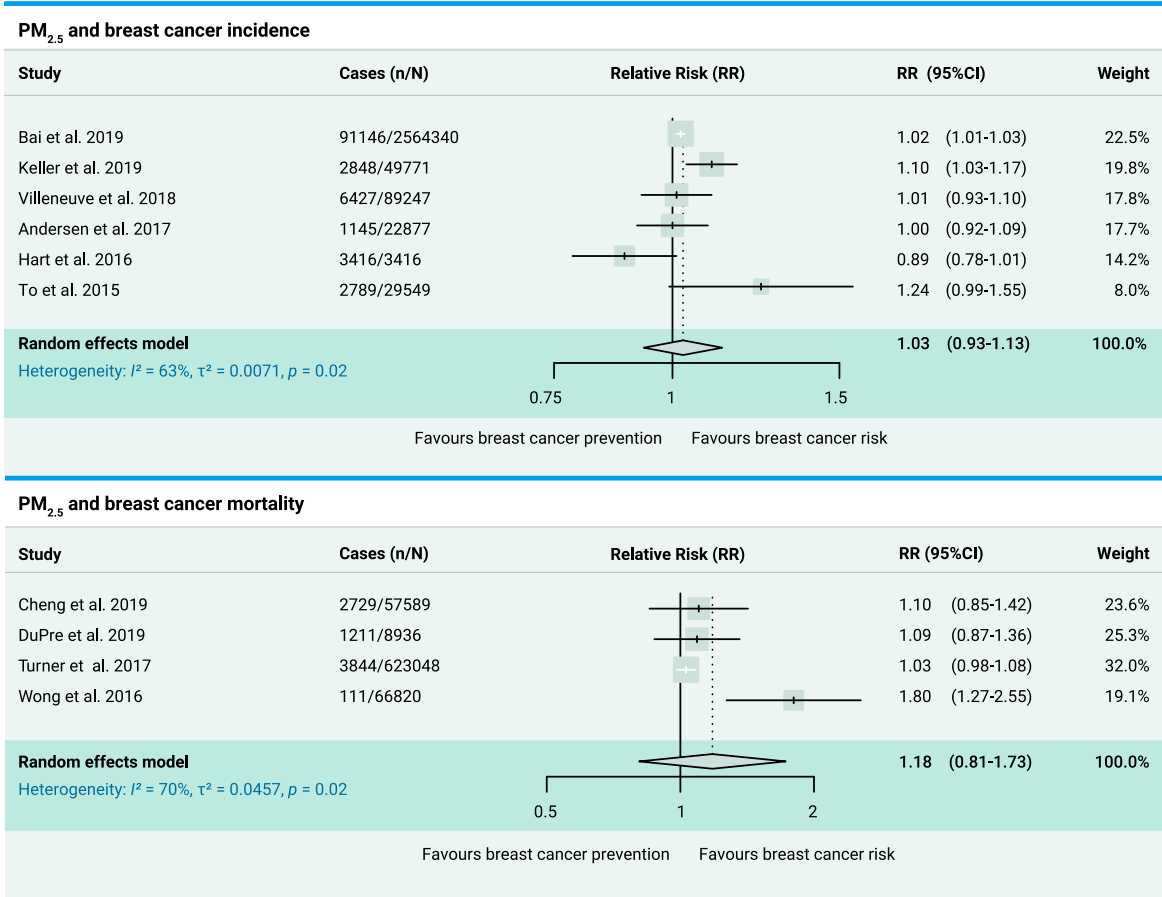 PM2.5 and breast cancer incidence
Study Cases (n/N) Relative Risk (RR) RR (95%CI) Weight
Bai et al. 2019 91146/2564340 1.02 (1.01-1.03) 22.5%
Keller et al. 2019 2848/49771 1.10 (1.03-1.17) 19.8%
Villeneuve et al. 2018 6427/89247 1.01 (0.93-1.10) 17.8%
Andersen et al. 2017 1145/22877 1.00 (0.92-1.09) 17.7%
Hart et al. 2016 3416/3416 0.89 (0.78-1.01) 14.2%
To et al. 2015 2789/29549 1.24 (0.99-1.55) 8.0%
Random effects model 1.03 (0.93-1.13) 100.0%
Heterogeneity: I² = 63%, τ² = 0.0071, p = 0.02
0.75 1 1.5
Favours breast cancer prevention Favours breast cancer risk
PM2.5 and breast cancer mortality
Study Cases (n/N) Relative Risk (RR) RR (95%CI) Weight
Cheng et al. 2019 2729/57589 1.10 (0.85-1.42) 23.6%
DuPre et al. 2019 1211/8936 1.09 (0.87-1.36) 25.3%
Turner et al. 2017 3844/623048 1.03 (0.98-1.08) 32.0%
Wong et al. 2016 111/66820 1.80 (1.27-2.55) 19.1%
Random effects model 1.18 (0.81-1.73) 100.0%
Heterogeneity: I² = 70%, τ² = 0.0457, p = 0.02
0.5 1 2
Favours breast cancer prevention Favours breast cancer risk